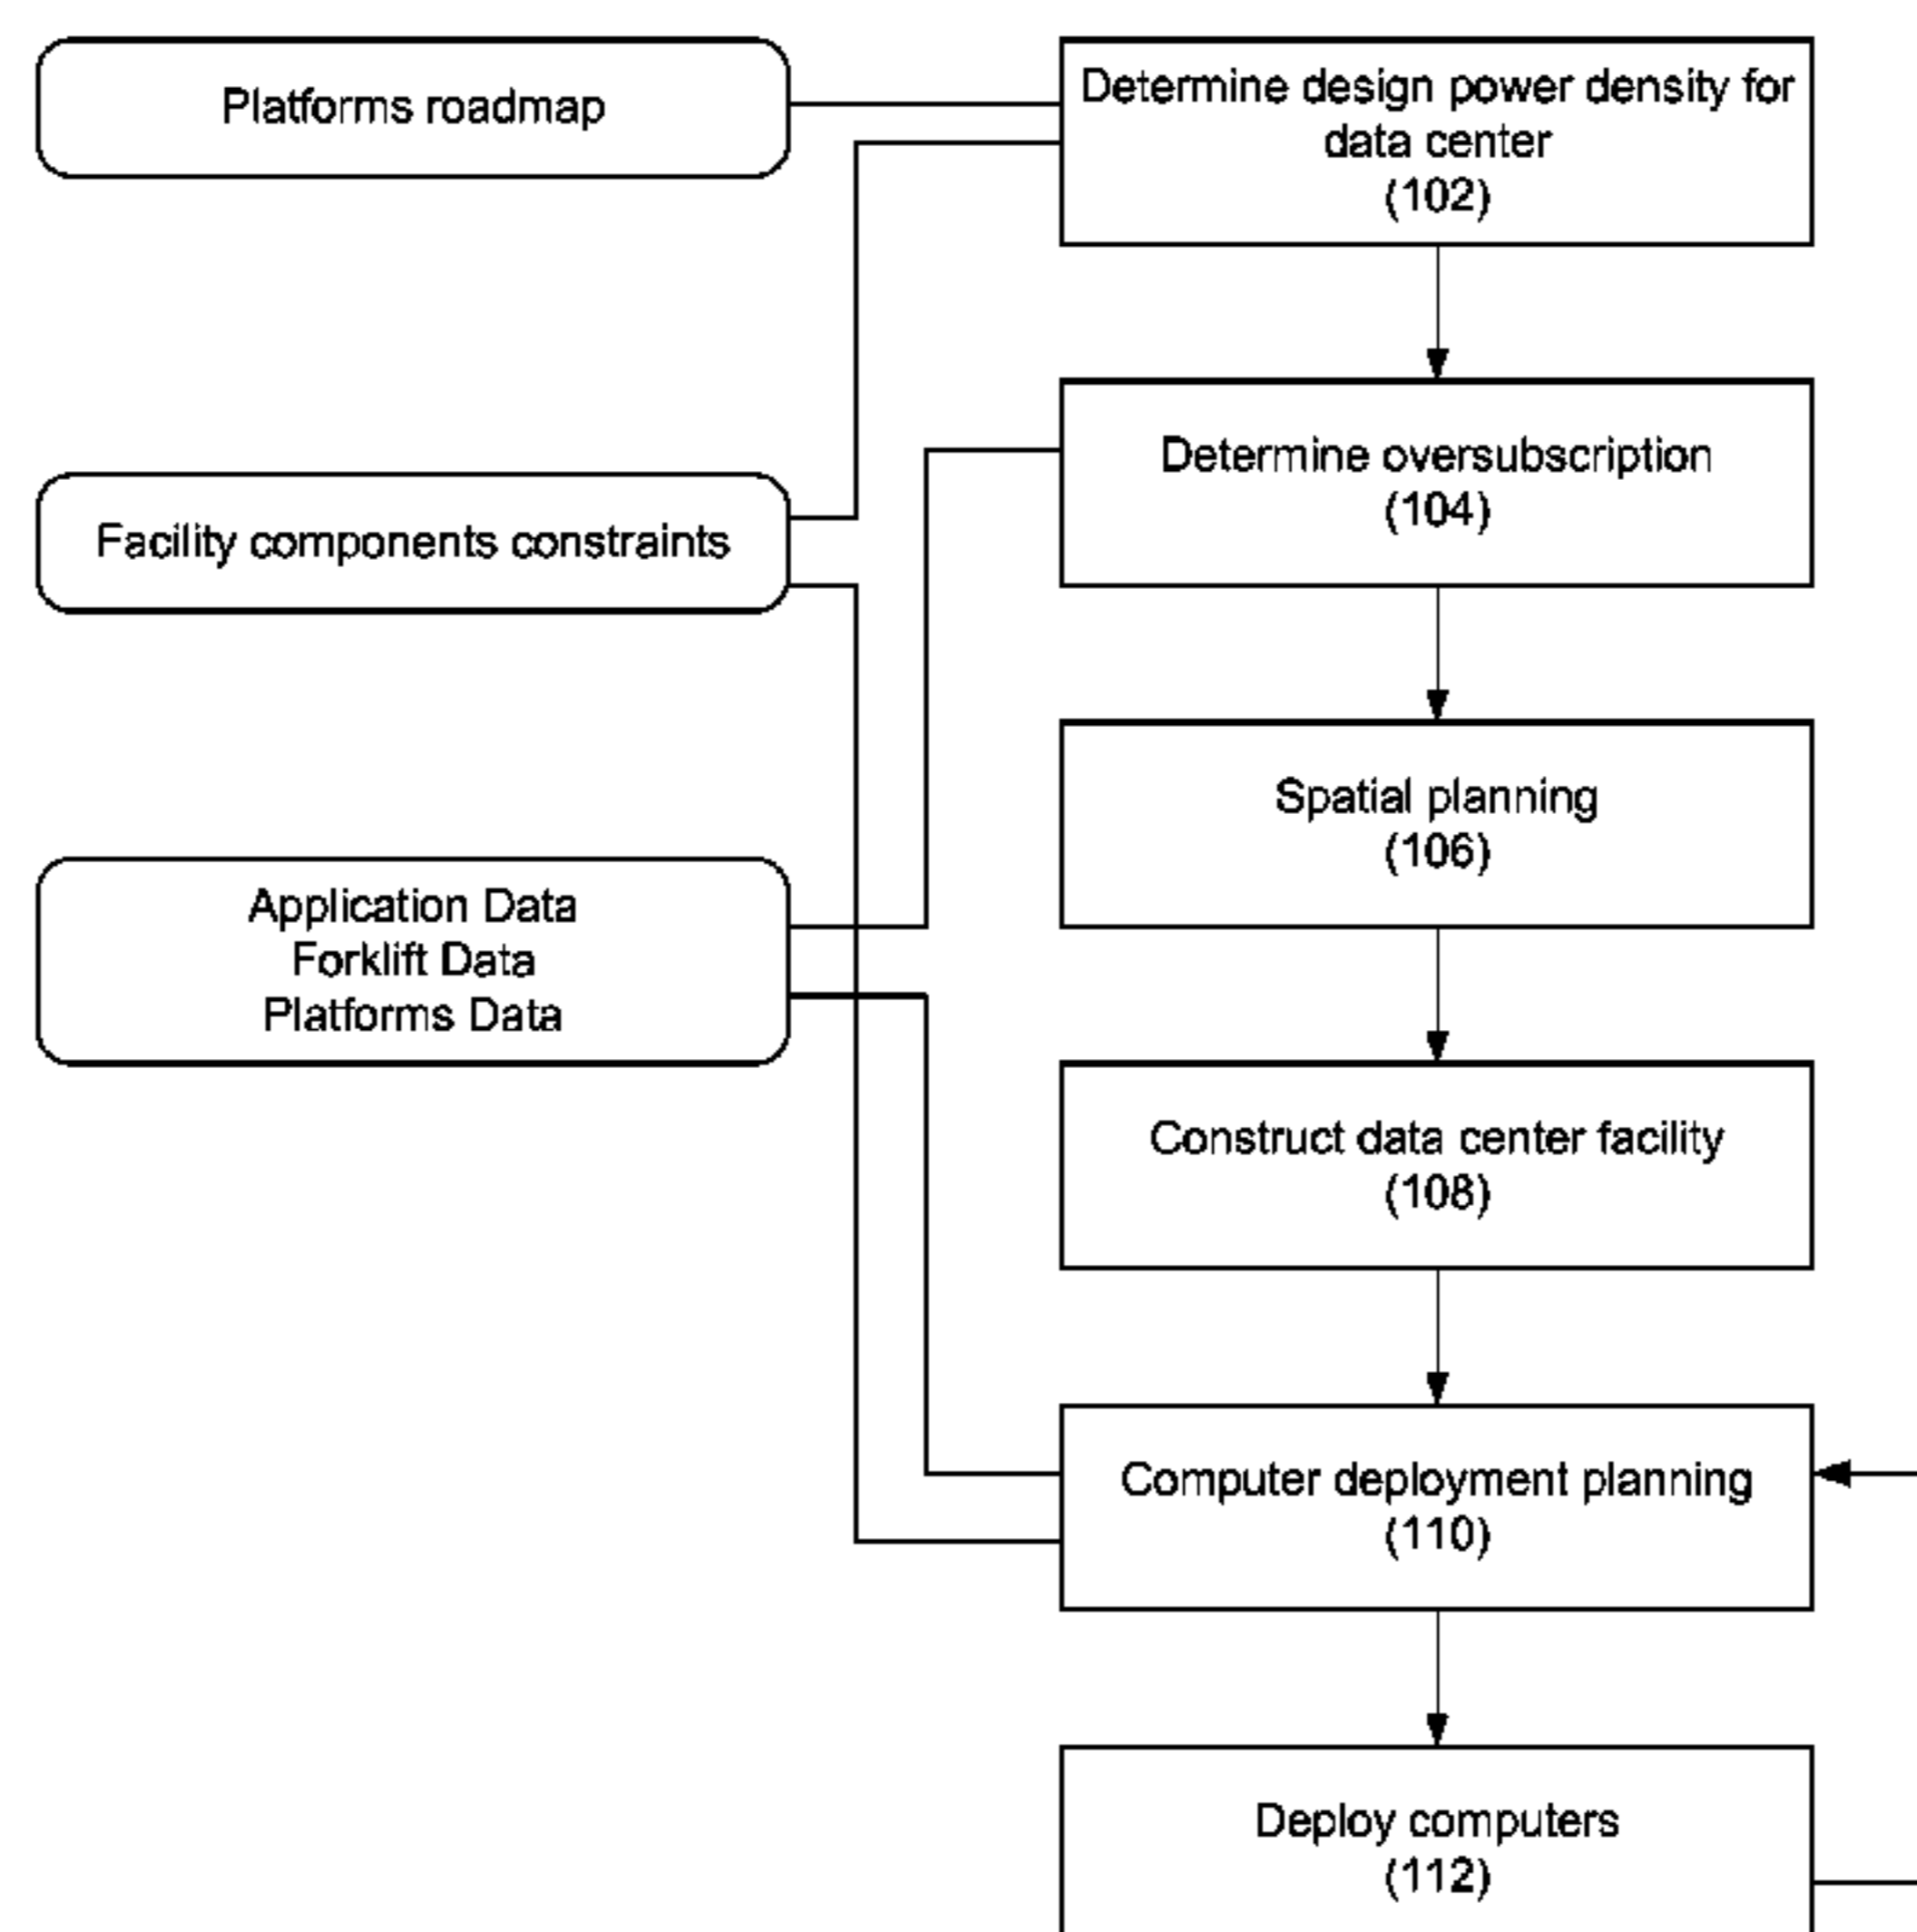 Platforms roadmap
Determine design power density for
data center
(102)
Determine oversubscription
(104)
Facility components constraints
Spatial planning
(106)
Application Data
Forklift Data
Platforms Data
Construct data center facility
(108)
Computer deployment planning
(110)
Deploy computers
(112)